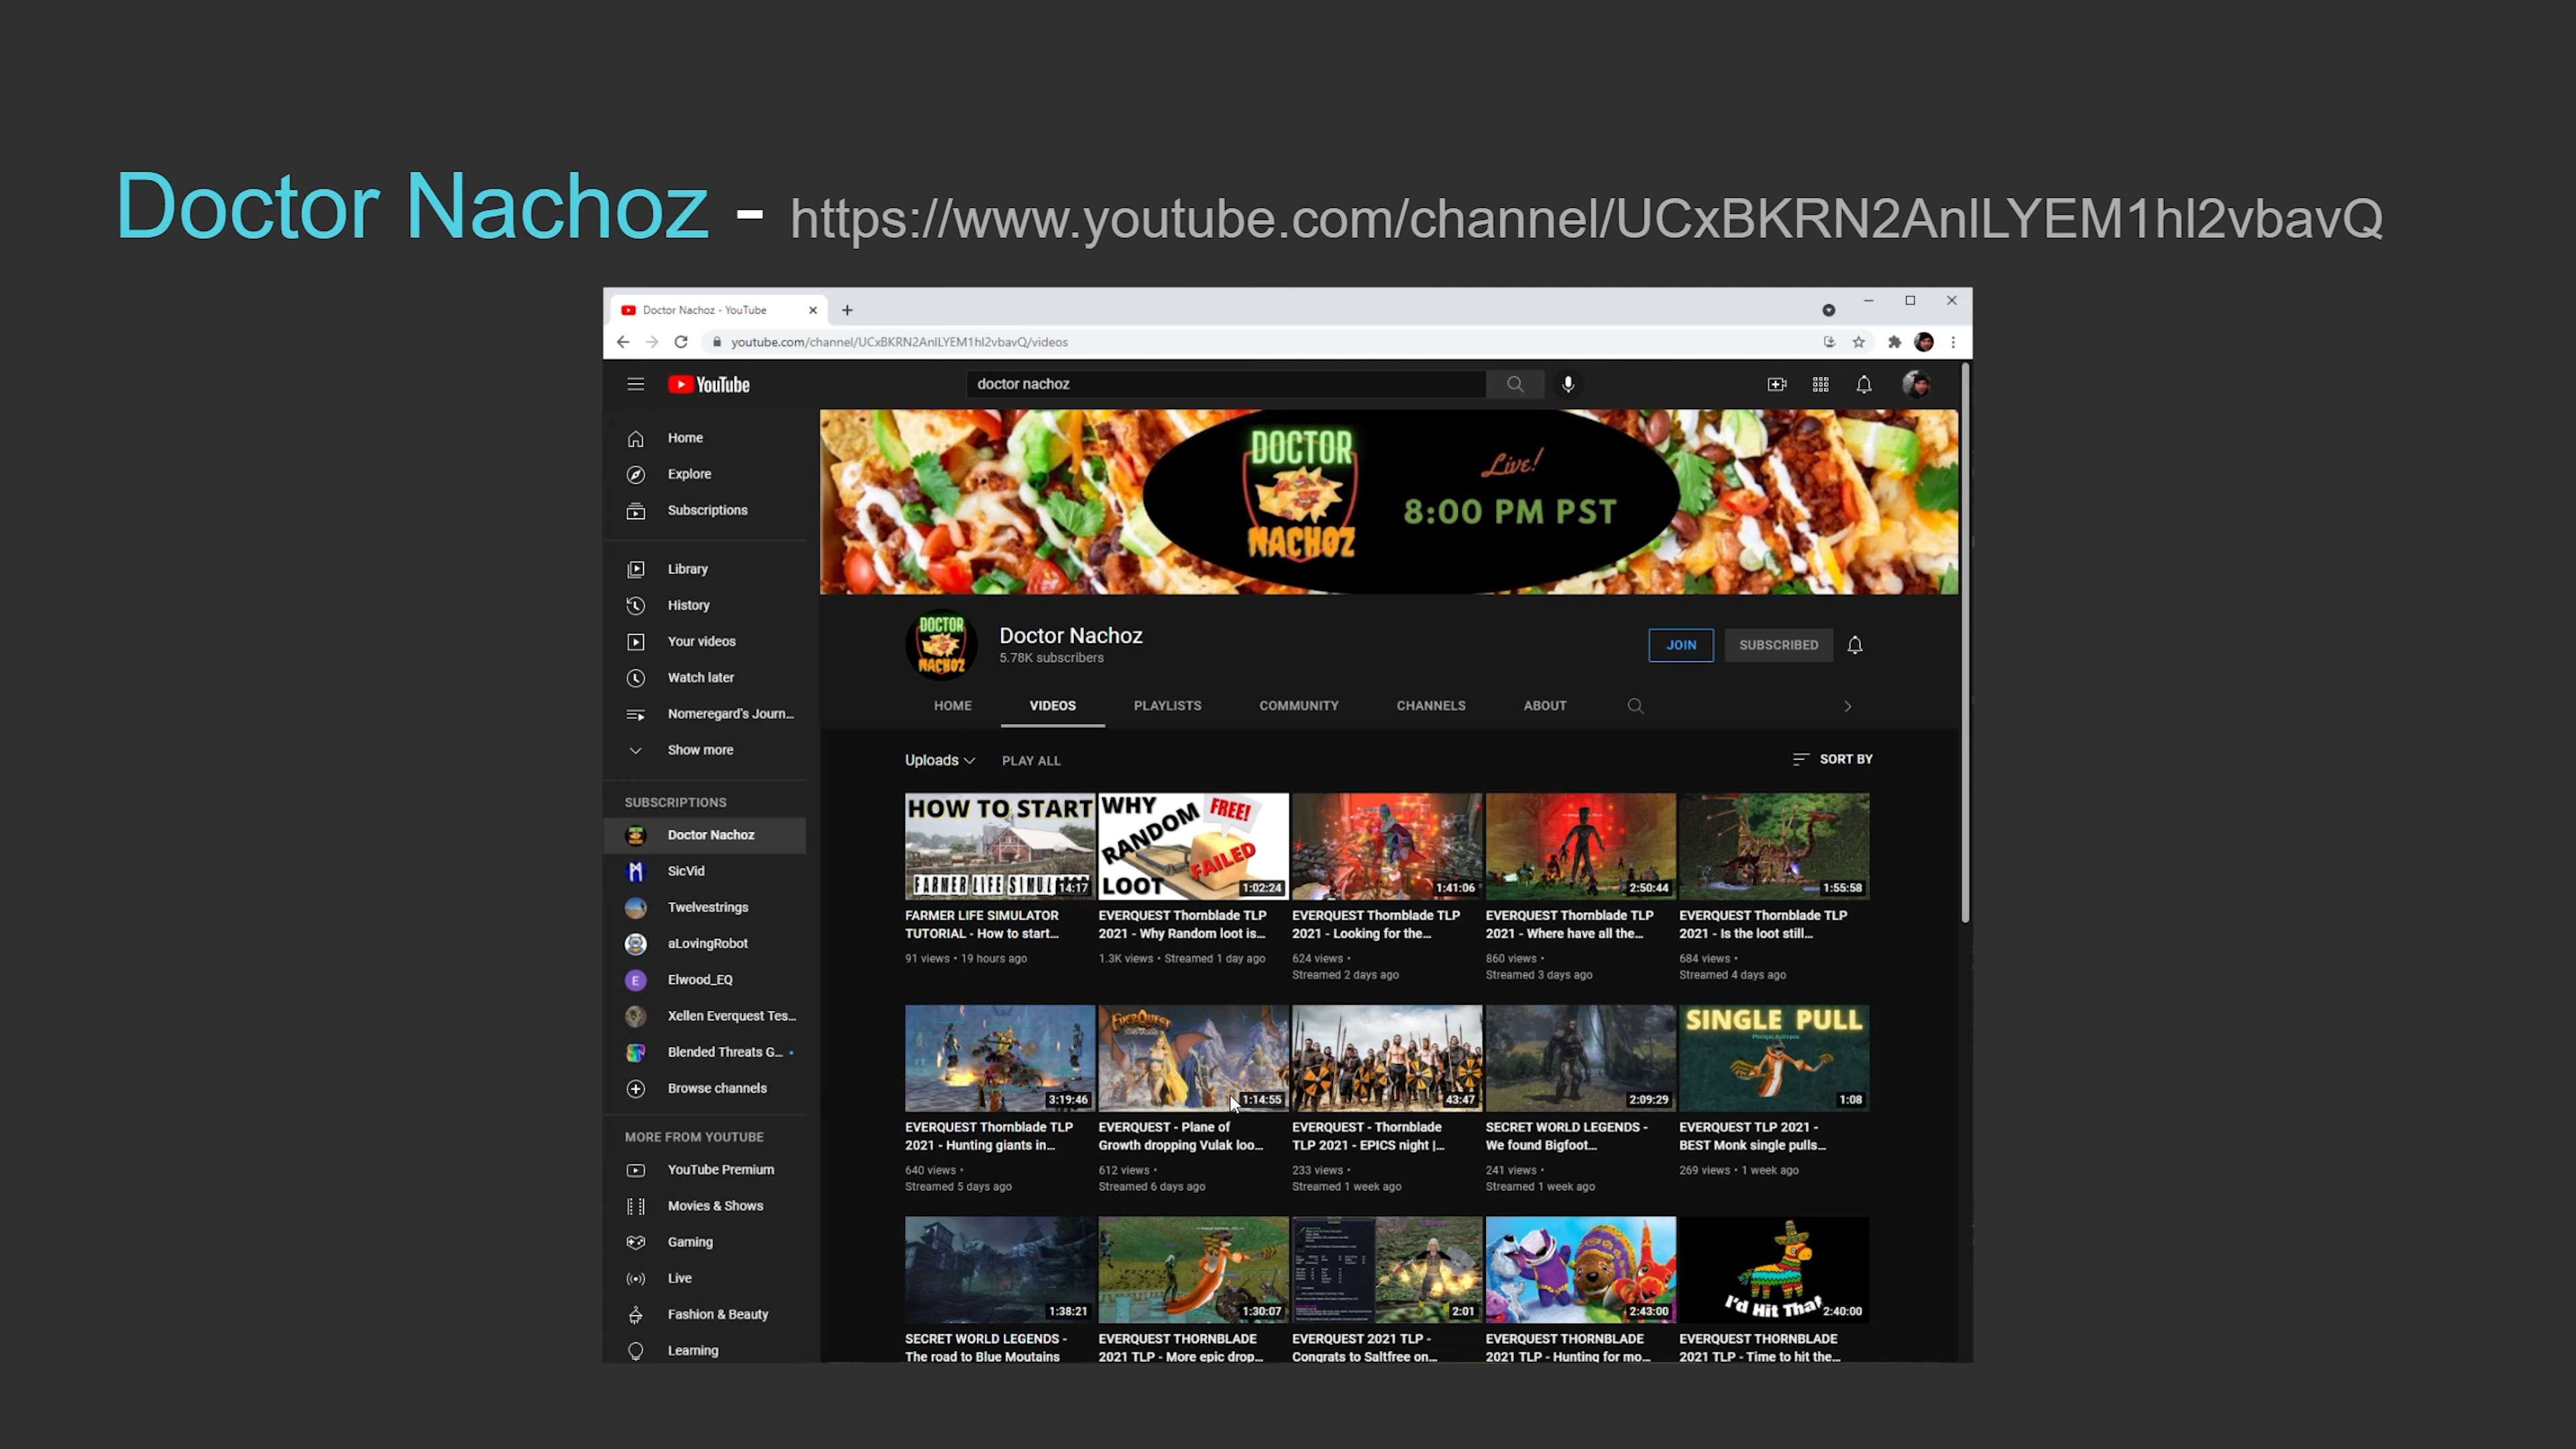 Doctor Nachoz - https://www.youtube.com/channel/UCxBKRN2AnlLYEM1hl2vbavQ
Doctor Nachoz - YouTube
youtube.com/channel/UCxBKRN2AnlLYEM1hl2vbavQ/videos
YouTube
doctor nachoz
Home
Explore
Subscriptions
Library
History
Your videos
Watch later
Nomeregard's Journ...
Show more
SUBSCRIPTIONS
Doctor Nachoz
SicVid
Twelvestrings
aLovingRobot
E
Elwood_EQ
Xellen Everquest Tes...
Blended Threats G...
Browse channels
MORE FROM YOUTUBE
YouTube Premium
Movies & Shows
Gaming
Live
Fashion & Beauty
Learning
DOCTOR
NACHOZ
Live!
8:00 PM PST
DOCTOR
NACHOZ
Doctor Nachoz
5.78K subscribers
JOIN
SUBSCRIBED
HOME VIDEOS PLAYLISTS COMMUNITY CHANNELS ABOUT
Uploads PLAY ALL
SORT BY
HOW TO START
FARMER LIFE SIMUL
14:17
FARMER LIFE SIMULATOR
TUTORIAL - How to start...
91 views • 19 hours ago
WHY
RANDOM
LOOT
FREE!
FAILED
1:02:24
EVERQUEST Thornblade TLP
2021 - Why Random loot is...
1.3K views • Streamed 1 day ago
1:41:06
EVERQUEST Thornblade TLP
2021 - Looking for the...
624 views •
Streamed 2 days ago
2:50:44
EVERQUEST Thornblade TLP
2021 - Where have all the...
860 views •
Streamed 3 days ago
1:55:58
EVERQUEST Thornblade TLP
2021 - Is the loot still...
684 views •
Streamed 4 days ago
3:19:46
EVERQUEST Thornblade TLP
2021 - Hunting giants in...
640 views •
Streamed 5 days ago
EVERQUEST
1:14:55
EVERQUEST - Plane of
Growth dropping Vulak loo...
612 views •
Streamed 6 days ago
43:47
EVERQUEST - Thornblade
TLP 2021 - EPICS night |...
233 views •
Streamed 1 week ago
2:09:29
SECRET WORLD LEGENDS -
We found Bigfoot...
241 views •
Streamed 1 week ago
SINGLE PULL
1:08
EVERQUEST TLP 2021 -
BEST Monk single pulls...
269 views • 1 week ago
1:38:21
SECRET WORLD LEGENDS -
The road to Blue Moutains
1:30:07
EVERQUEST THORNBLADE
2021 TLP - More epic drop...
2:01
EVERQUEST 2021 TLP -
Congrats to Saltfree on...
2:43:00
EVERQUEST THORNBLADE
2021 TLP - Hunting for mo...
I'd Hit That
2:40:00
EVERQUEST THORNBLADE
2021 TLP - Time to hit the...